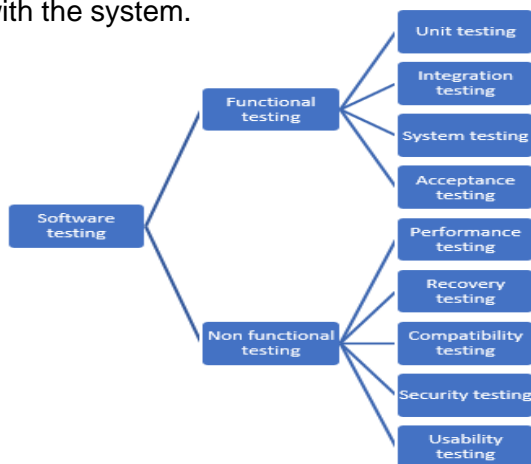 with the system.
Unit testing
Integration
testing
Functional
testing
System testing
Acceptance
testing
Software
testing
Performance
testing
Recovery
testing
Non functional
testing
Compatibility
testing
Security testing
Usability
testing